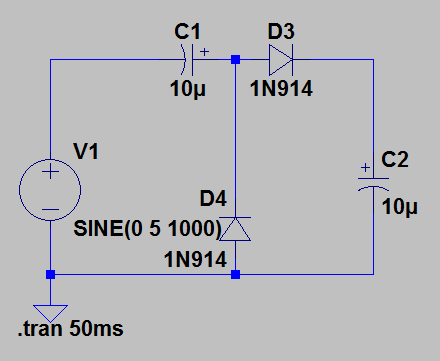 C1
D3
+
10µ
1N914
V1
+
C2
+
−
10µ
D4
SINE(0 5 1000)
1N914
.tran 50ms